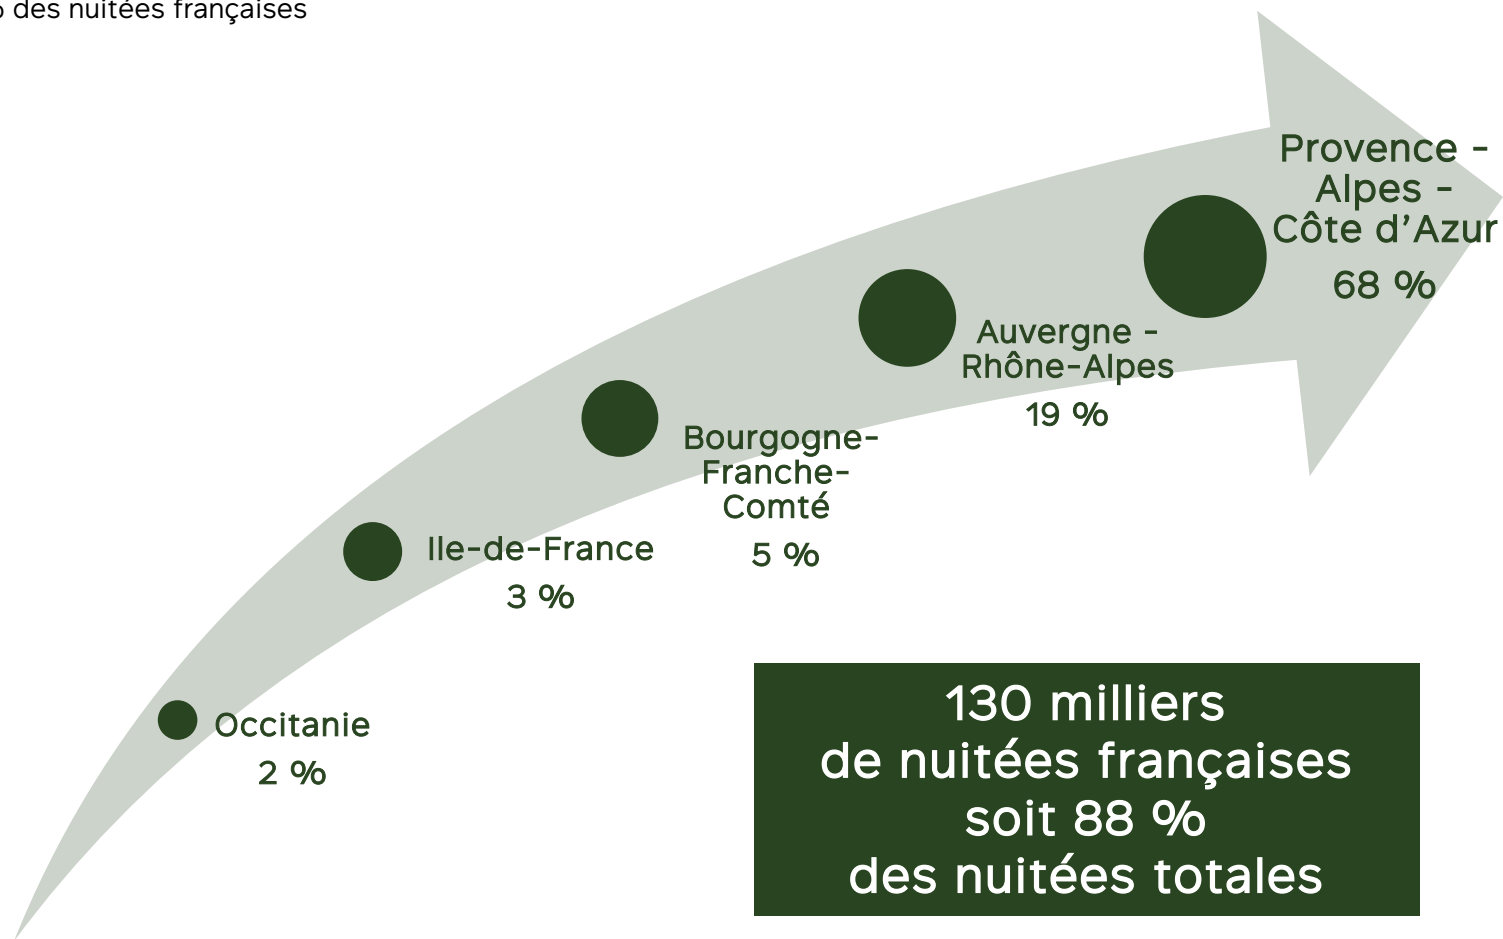 % des nuitées françaises
Provence -
Alpes -
Côte d’Azur
68 %
Auvergne -
Rhône-Alpes
19 %
Bourgogne-
Franche-
Comté
5 %
Ile-de-France
3 %
Occitanie
2 %
130 milliers
de nuitées françaises
soit 88 %
des nuitées totales